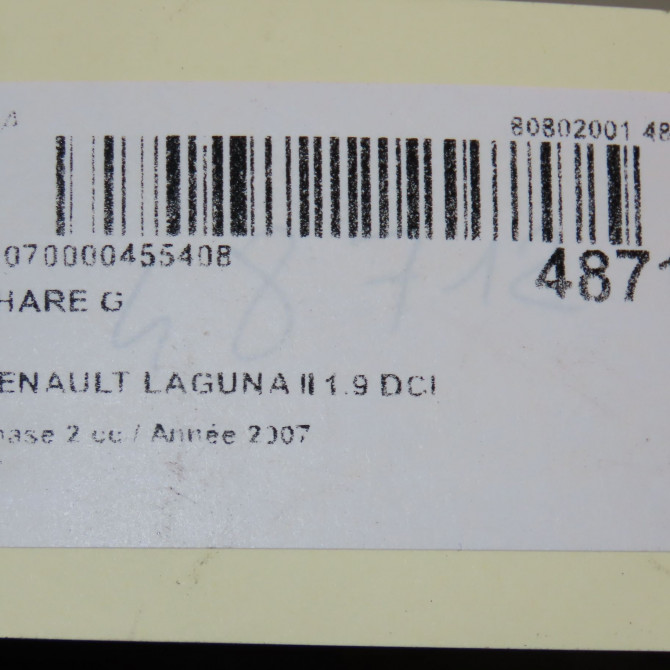 80802001 48
070000455408
4871
HARE G
ENAULT LAGUNA II 1.9 DCI
hase 2 cc / Année 2007